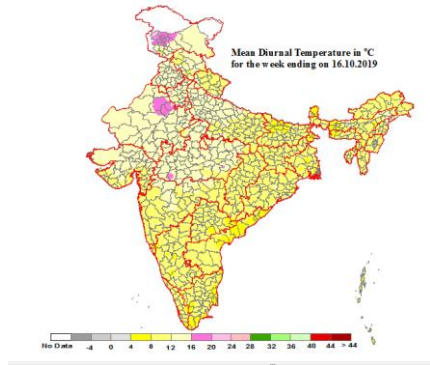 Mean Diurnal Temperature in °C
for the week ending on 16.10.2019
No Data -4 0 4 8 12 16 20 24 28 32 36 40 44 > 44